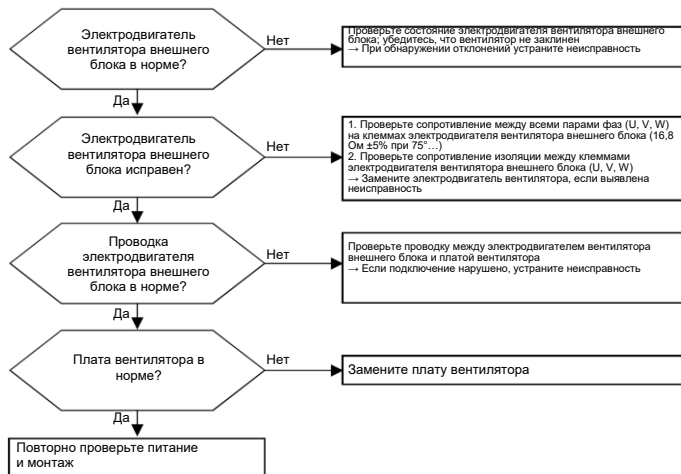 Электродвигатель
вентилятора внешнего
блока в норме?
Нет
Проверьте состояние электродвигателя вентилятора внешнего
блока; убедитесь, что вентилятор не заклинен
→ При обнаружении отклонений устраните неисправность
Да
Электродвигатель
вентилятора внешнего
блока исправен?
Нет
1. Проверьте сопротивление между всеми парами фаз (U, V, W)
на клеммах электродвигателя вентилятора внешнего блока (16,8
Ом ±5% при 75°…)
2. Проверьте сопротивление изоляции между клеммами
электродвигателя вентилятора внешнего блока (U, V, W)
→ Замените электродвигатель вентилятора, если выявлена
неисправность
Да
Проводка
электродвигателя
вентилятора внешнего
блока в норме?
Нет
Проверьте проводку между электродвигателем вентилятора
внешнего блока и платой вентилятора
→ Если подключение нарушено, устраните неисправность
Да
Плата вентилятора в
норме?
Нет
Замените плату вентилятора
Да
Повторно проверьте питание
и монтаж